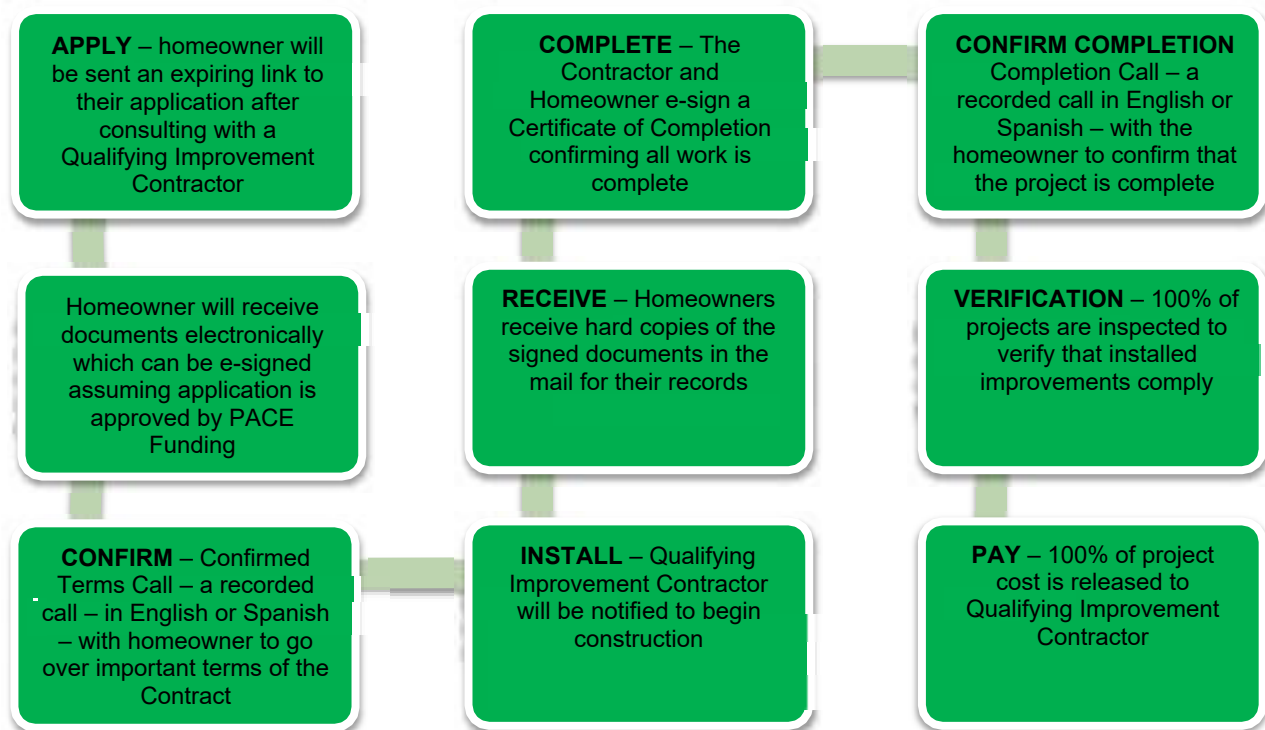 APPLY – homeowner will
be sent an expiring link to
their application after
consulting with a
Qualifying Improvement
Contractor
Homeowner will receive
documents electronically
which can be e-signed
assuming application is
approved by PACE
Funding
CONFIRM – Confirmed
Terms Call – a recorded
call – in English or Spanish
– with homeowner to go
over important terms of the
Contract
INSTALL – Qualifying
Improvement Contractor
will be notified to begin
construction
RECEIVE – Homeowners
receive hard copies of the
signed documents in the
mail for their records
COMPLETE – The
Contractor and
Homeowner e-sign a
Certificate of Completion
confirming all work is
complete
CONFIRM COMPLETION
Completion Call – a
recorded call in English or
Spanish – with the
homeowner to confirm that
the project is complete
VERIFICATION – 100% of
projects are inspected to
verify that installed
improvements comply
PAY – 100% of project
cost is released to
Qualifying Improvement
Contractor